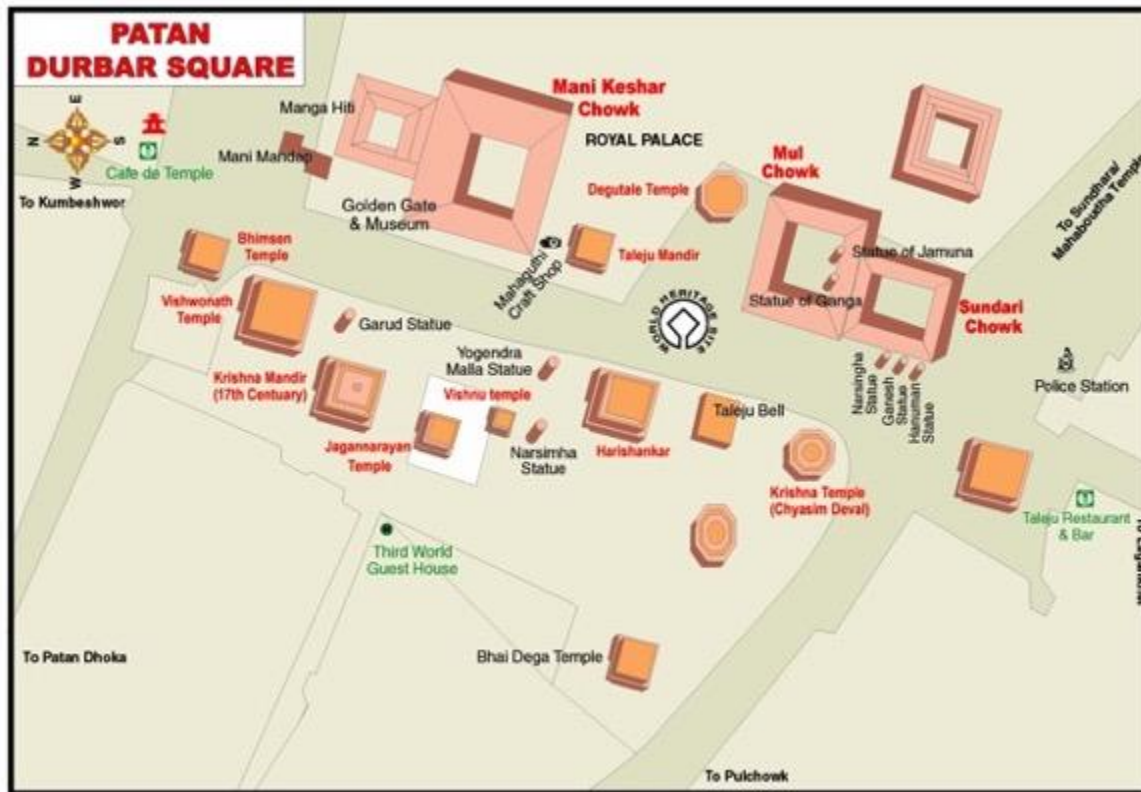 PATAN
DURBAR SQUARE
E
N
S
W
Cafe de Temple
To Kumbeshwor
Manga Hiti
Mani Mandap
Mani Keshar
Chowk
ROYAL PALACE
Golden Gate
& Museum
Mahaguthi
Craft Shop
Degutale Temple
Taleju Mandir
Mul
Chowk
To Sundhara/
Mahaboutha Temple
Statue of Jamuna
Statue of Ganga
Sundari
Chowk
WORLD HERITAGE SITE
Bhimsen
Temple
Vishwonath
Temple
Garud Statue
Yogendra
Malla Statue
Krishna Mandir
(17th Centuary)
Vishnu temple
Jagannarayan
Temple
Narsimha
Statue
Harishankar
Taleju Bell
Narsingha
Statue
Ganesh
Statue
Hanuman
Statue
Police Station
Krishna Temple
(Chyasim Deval)
Taleju Restaurant
& Bar
Third World
Guest House
Bhai Dega Temple
To Patan Dhoka
To Pulchowk